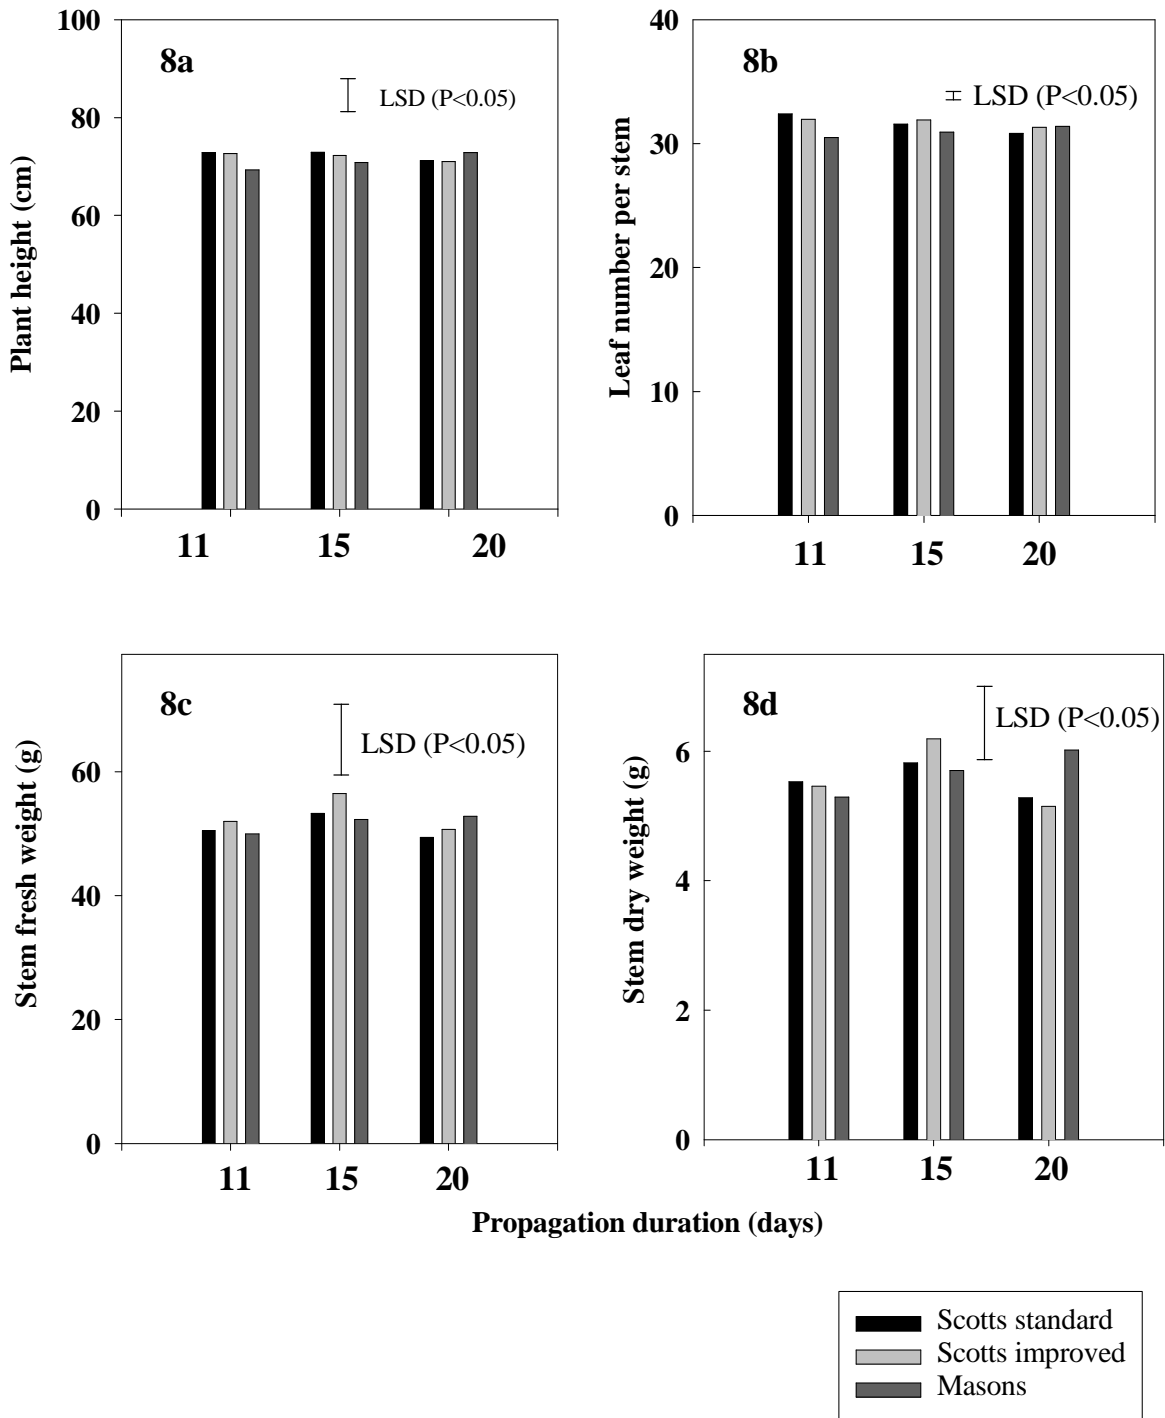 8a
LSD (P<0.05)
Plant height (cm)
100
80
60
40
20
0
11 15 20
8b
LSD (P<0.05)
Leaf number per stem
40
30
20
10
0
11 15 20
8c
LSD (P<0.05)
Stem fresh weight (g)
60
40
20
0
11 15 20
8d
LSD (P<0.05)
Stem dry weight (g)
6
4
2
0
11 15 20
Propagation duration (days)
Scotts standard
Scotts improved
Masons